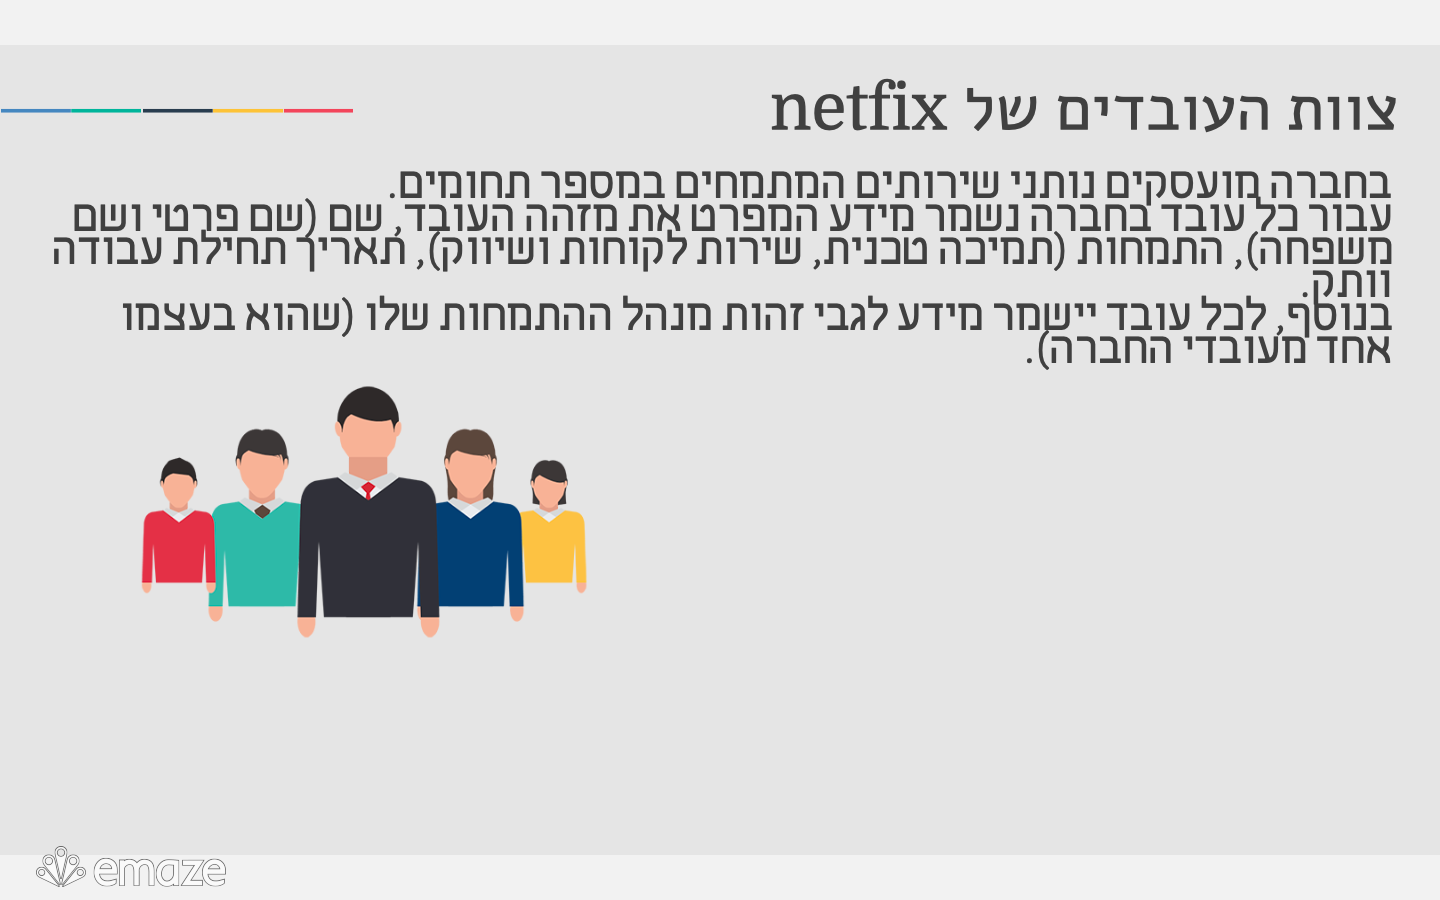 צוות העובדים של netfix
בחברה מועסקים נותני שירותים המתמחים במספר תחומים.
עבור כל עובד בחברה נשמר מידע המפרט את מזהה העובד, שם (שם פרטי ושם
משפחה), התמחות (תמיכה טכנית, שירות לקוחות ושיווק), תאריך תחילת עבודה
וותק.
בנוסף, לכל עובד יישמר מידע לגבי זהות מנהל ההתמחות שלו (שהוא בעצמו
אחד מעובדי החברה).
emaze